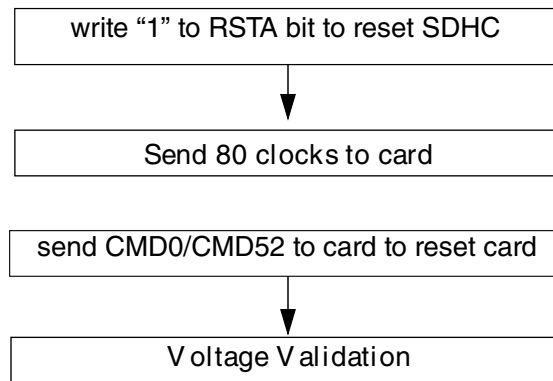 write “1” to RSTA bit to reset SDHC
Send 80 clocks to card
send CMD0/CMD52 to card to reset card
Voltage Validation